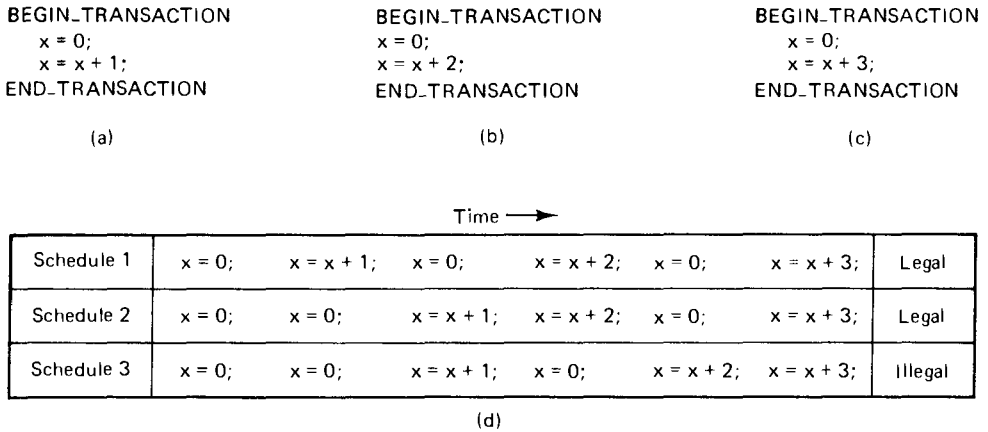 BEGIN_TRANSACTION
x = 0;
x = x + 1;
END_TRANSACTION
(a)
BEGIN_TRANSACTION
x = 0;
x = x + 2;
END_TRANSACTION
(b)
BEGIN_TRANSACTION
x = 0;
x = x + 3;
END_TRANSACTION
(c)
Time →
Schedule 1 x = 0; x = x + 1; x = 0; x = x + 2; x = 0; x = x + 3; Legal
Schedule 2 x = 0; x = 0; x = x + 1; x = x + 2; x = 0; x = x + 3; Legal
Schedule 3 x = 0; x = 0; x = x + 1; x = 0; x = x + 2; x = x + 3; Illegal
(d)